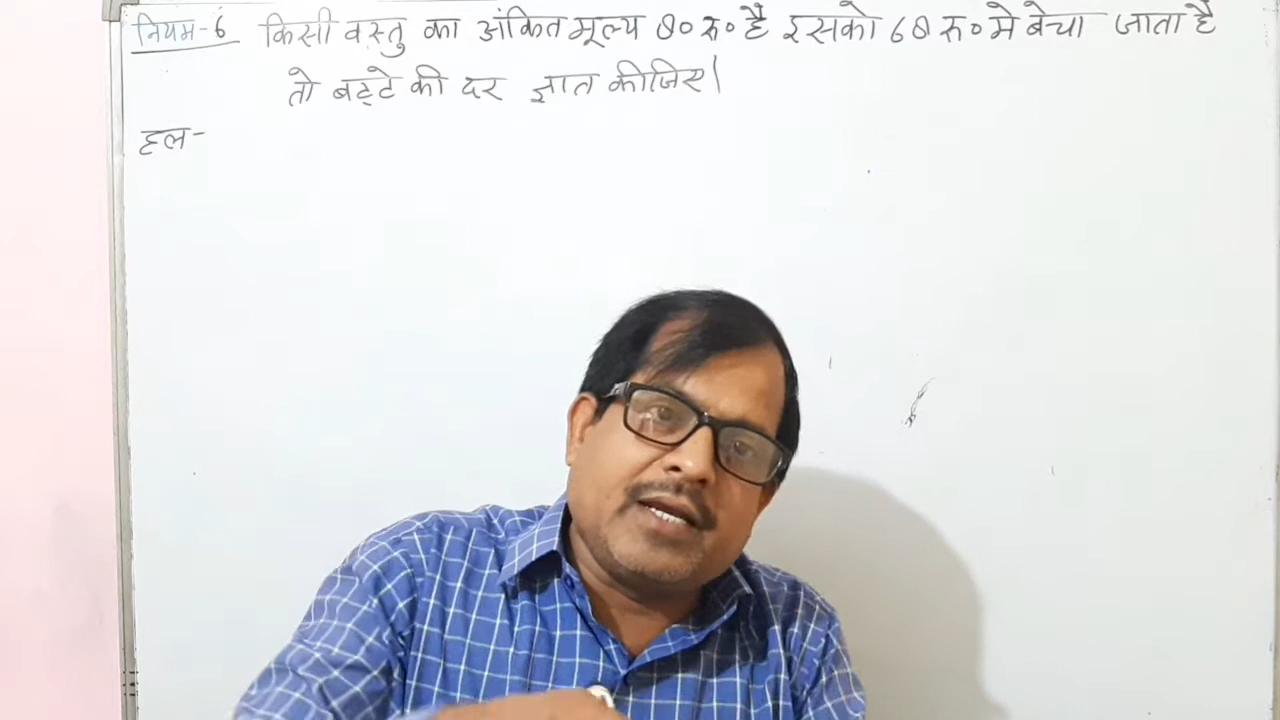 नियम-6 किसी वस्तु का अंकित मूल्य 80 रु० है इसको 68 रु० मे बेचा जाता है
तो बट्टे की दर ज्ञात कीजिए।
हल-